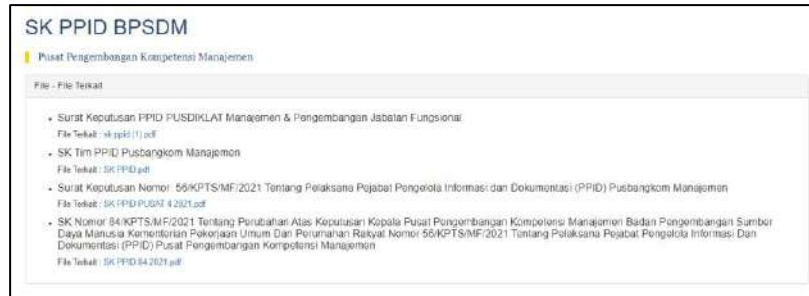 SK PPID BPSDM
Pusat Pengembangan Kompetensi Manajemen
File - File Terkait
Surat Keputusan PPID PUSDIKLAT Manajemen & Pengembangan Jabatan Fungsional
File Terkait : sk ppid (1).pdf
SK Tim PPID Pusbangkom Manajemen
File Terkait : SK PPID.pdf
Surat Keputusan Nomor 56/KPTS/MF/2021 Tentang Pelaksana Pejabat Pengelola Informasi dan Dokumentasi (PPID) Pusbangkom Manajemen
File Terkait : SK PPID PUSAT 4 2021.pdf
SK Nomor 84/KPTS/MF/2021 Tentang Perubahan Atas Keputusan Kepala Pusat Pengembangan Kompetensi Manajemen Badan Pengembangan Sumber
Daya Manusia Kementerian Pekerjaan Umum Dan Perumahan Rakyat Nomor 56/KPTS/MF/2021 Tentang Pelaksana Pejabat Pengelola Informasi Dan
Dokumentasi (PPID) Pusat Pengembangan Kompetensi Manajemen
File Terkait : SK PPID 84 2021.pdf